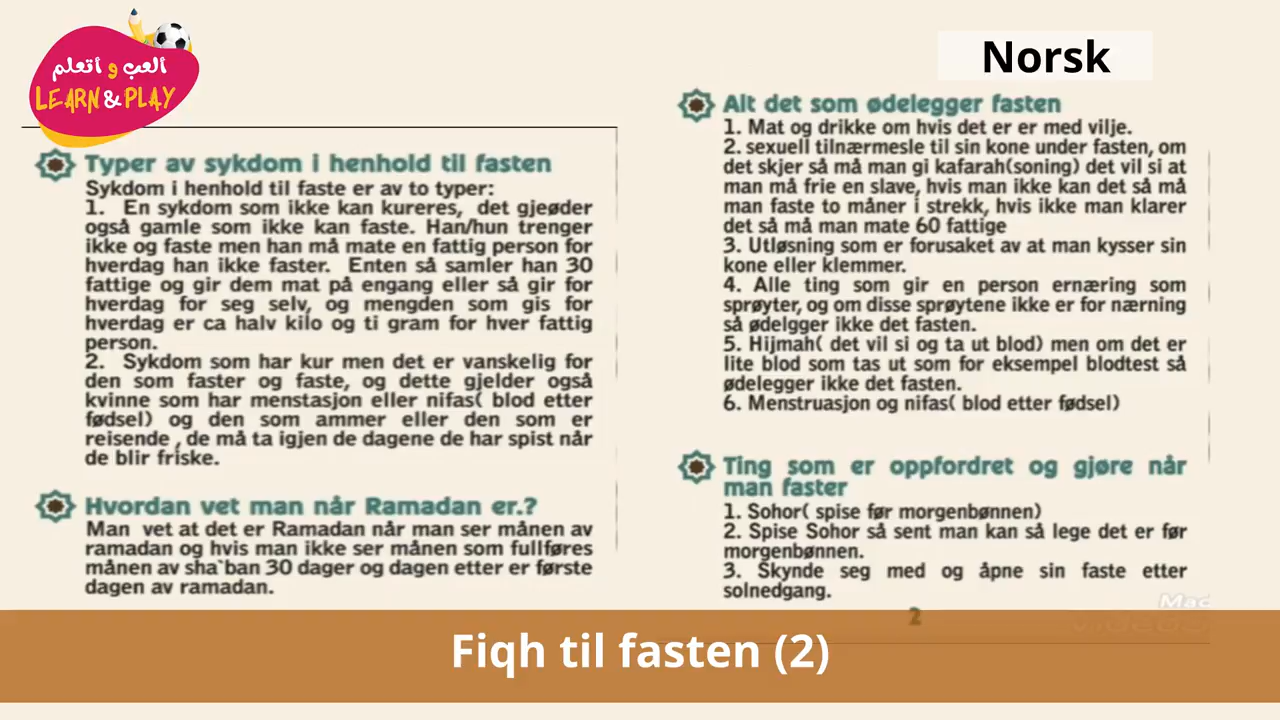 العب و أتعلم
LEARN & PLAY
Norsk
Typer av sykdom i henhold til fasten
Sykdom i henhold til faste er av to typer:
1. En sykdom som ikke kan kureres, det gjeøder
også gamle som ikke kan faste. Han/hun trenger
ikke og faste men han må mate en fattig person for
hverdag han ikke faster. Enten så samler han 30
fattige og gir dem mat på engang eller så gir for
hverdag for seg selv, og mengden som gis for
hverdag er ca halv kilo og ti gram for hver fattig
person.
2. Sykdom som har kur men det er vanskelig for
den som faster og faste, og dette gjelder også
kvinne som har menstasjon eller nifas( blod etter
fødsel) og den som ammer eller den som er
reisende , de må ta igjen de dagene de har spist når
de blir friske.
Hvordan vet man når Ramadan er.?
Man vet at det er Ramadan når man ser månen av
ramadan og hvis man ikke ser månen som fullføres
månen av sha`ban 30 dager og dagen etter er første
dagen av ramadan.
Alt det som ødelegger fasten
1. Mat og drikke om hvis det er er med vilje.
2. sexuell tilnærmesle til sin kone under fasten, om
det skjer så må man gi kafarah(soning) det vil si at
man må frie en slave, hvis man ikke kan det så må
man faste to måner i strekk, hvis ikke man klarer
det så må man mate 60 fattige
3. Utløsning som er forusaket av at man kysser sin
kone eller klemmer.
4. Alle ting som gir en person ernæring som
sprøyter, og om disse sprøytene ikke er for nærning
så ødelgger ikke det fasten.
5. Hijmah( det vil si og ta ut blod) men om det er
lite blod som tas ut som for eksempel blodtest så
ødelegger ikke det fasten.
6. Menstruasjon og nifas( blod etter fødsel)
Ting som er oppfordret og gjøre når
man faster
1. Sohor( spise før morgenbønnen)
2. Spise Sohor så sent man kan så lege det er før
morgenbønnen.
3. Skynde seg med og åpne sin faste etter
solnedgang.
2
Fiqh til fasten (2)